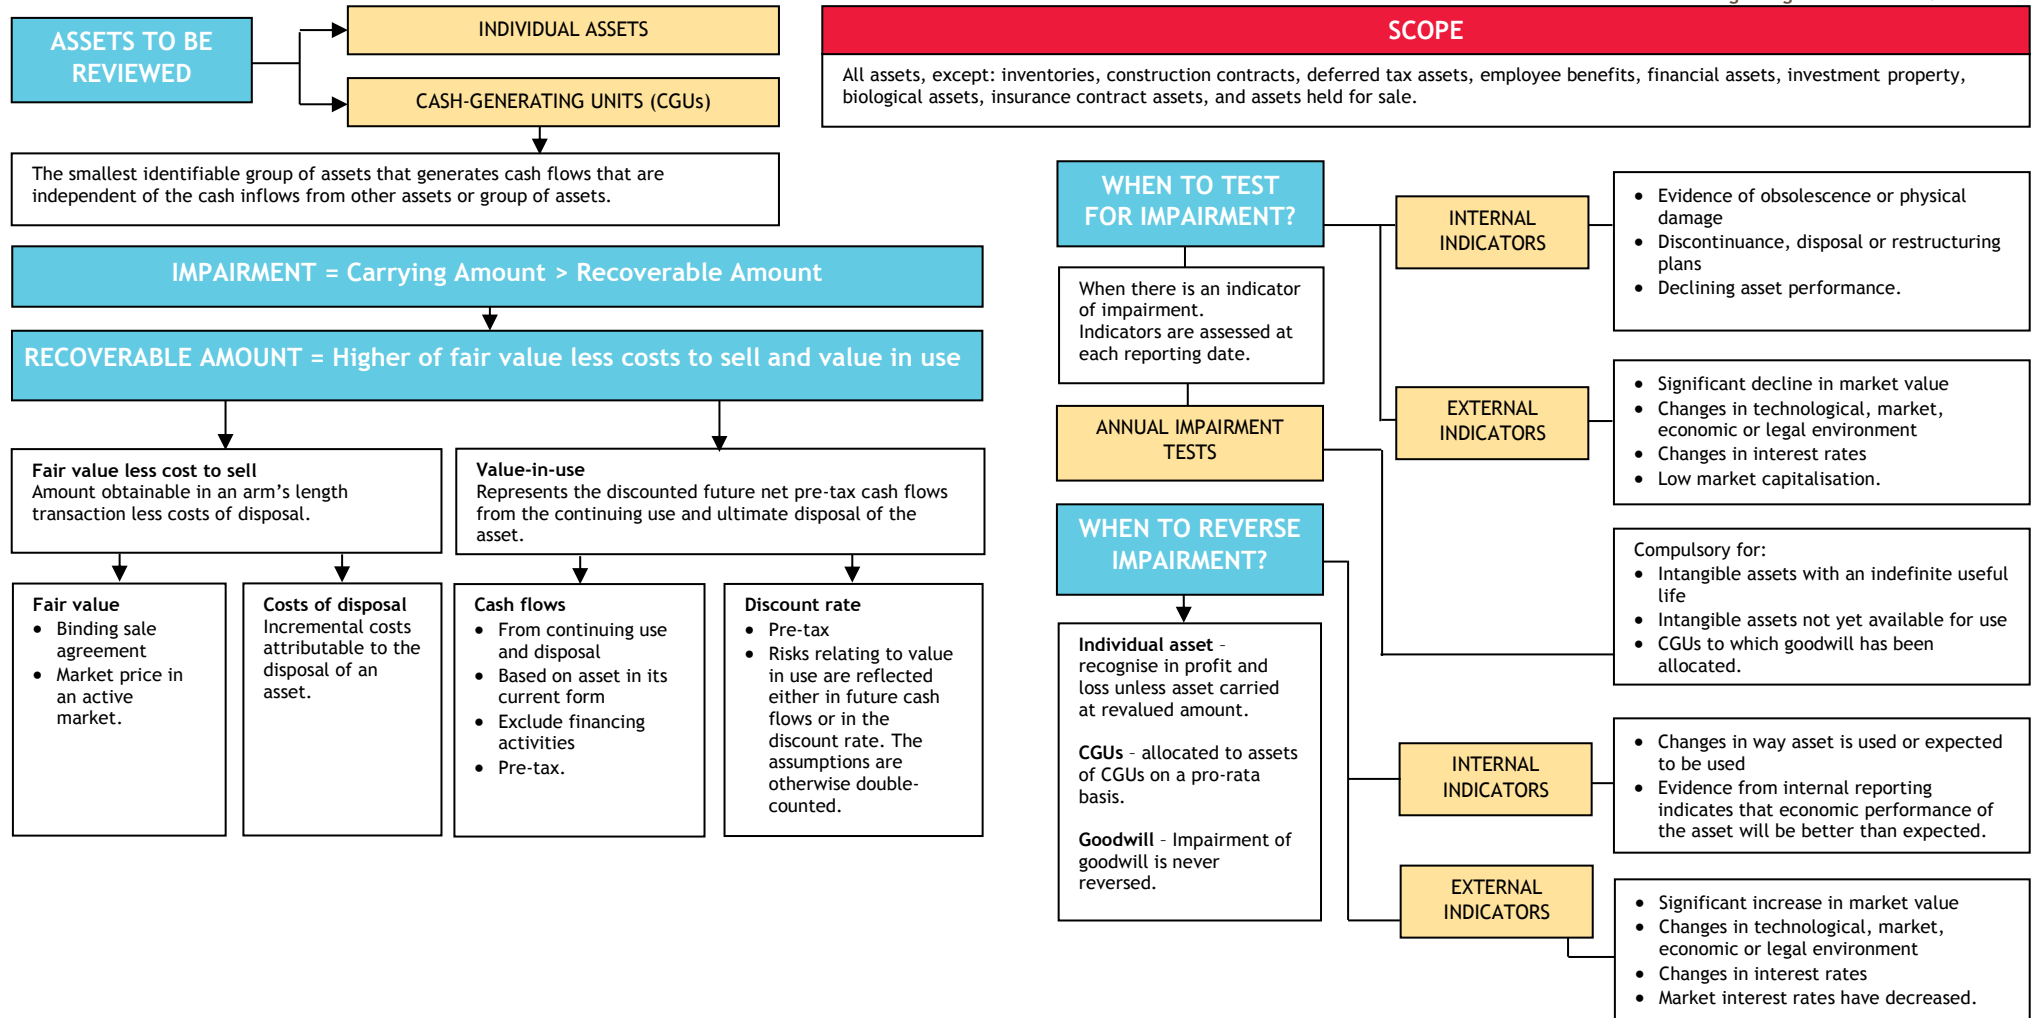 ASSETS TO BE
REVIEWED
INDIVIDUAL ASSETS
CASH-GENERATING UNITS (CGUs)
The smallest identifiable group of assets that generates cash flows that are
independent of the cash inflows from other assets or group of assets.
SCOPE
All assets, except: inventories, construction contracts, deferred tax assets, employee benefits, financial assets, investment property,
biological assets, insurance contract assets, and assets held for sale.
IMPAIRMENT = Carrying Amount > Recoverable Amount
RECOVERABLE AMOUNT = Higher of fair value less costs to sell and value in use
Fair value less cost to sell
Amount obtainable in an arm’s length
transaction less costs of disposal.
Value-in-use
Represents the discounted future net pre-tax cash flows
from the continuing use and ultimate disposal of the
asset.
Fair value
• Binding sale
agreement
• Market price in
an active
market.
Costs of disposal
Incremental costs
attributable to the
disposal of an
asset.
Cash flows
• From continuing use
and disposal
• Based on asset in its
current form
• Exclude financing
activities
• Pre-tax.
Discount rate
• Pre-tax
• Risks relating to value
in use are reflected
either in future cash
flows or in the
discount rate. The
assumptions are
otherwise double-
counted.
WHEN TO TEST
FOR IMPAIRMENT?
When there is an indicator
of impairment.
Indicators are assessed at
each reporting date.
ANNUAL IMPAIRMENT
TESTS
INTERNAL
INDICATORS
• Evidence of obsolescence or physical
damage
• Discontinuance, disposal or restructuring
plans
• Declining asset performance.
EXTERNAL
INDICATORS
• Significant decline in market value
• Changes in technological, market,
economic or legal environment
• Changes in interest rates
• Low market capitalisation.
Compulsory for:
• Intangible assets with an indefinite useful
life
• Intangible assets not yet available for use
• CGUs to which goodwill has been
allocated.
WHEN TO REVERSE
IMPAIRMENT?
Individual asset –
recognise in profit and
loss unless asset carried
at revalued amount.
CGUs – allocated to assets
of CGUs on a pro-rata
basis.
Goodwill – Impairment of
goodwill is never
reversed.
INTERNAL
INDICATORS
• Changes in way asset is used or expected
to be used
• Evidence from internal reporting
indicates that economic performance of
the asset will be better than expected.
EXTERNAL
INDICATORS
• Significant increase in market value
• Changes in technological, market,
economic or legal environment
• Changes in interest rates
• Market interest rates have decreased.